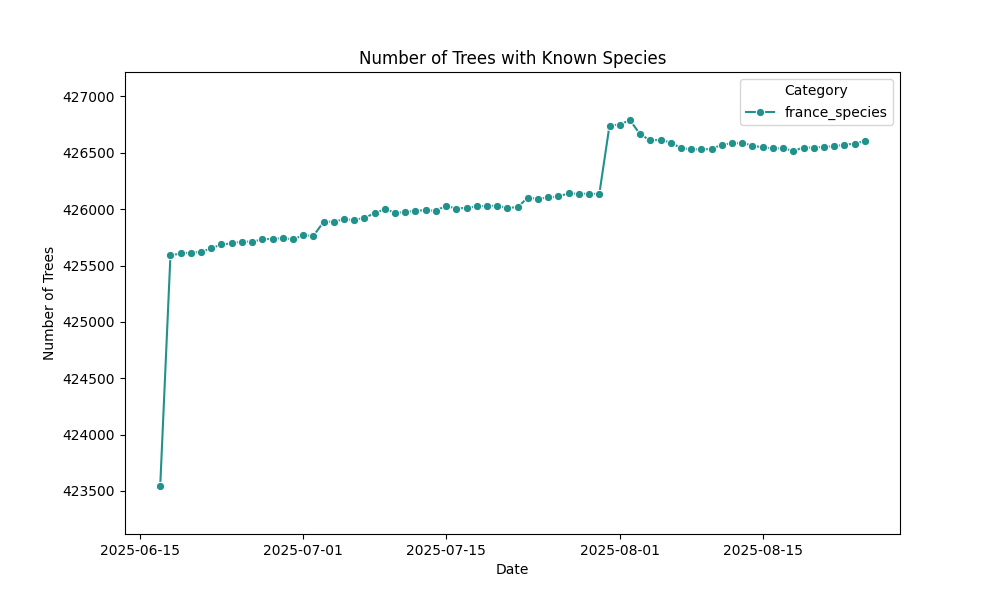 Number of Trees with Known Species
Category
france_species
427000
426500
426000
425500
425000
424500
424000
423500
Number of Trees
2025-06-15
2025-07-01
2025-07-15
2025-08-01
2025-08-15
Date